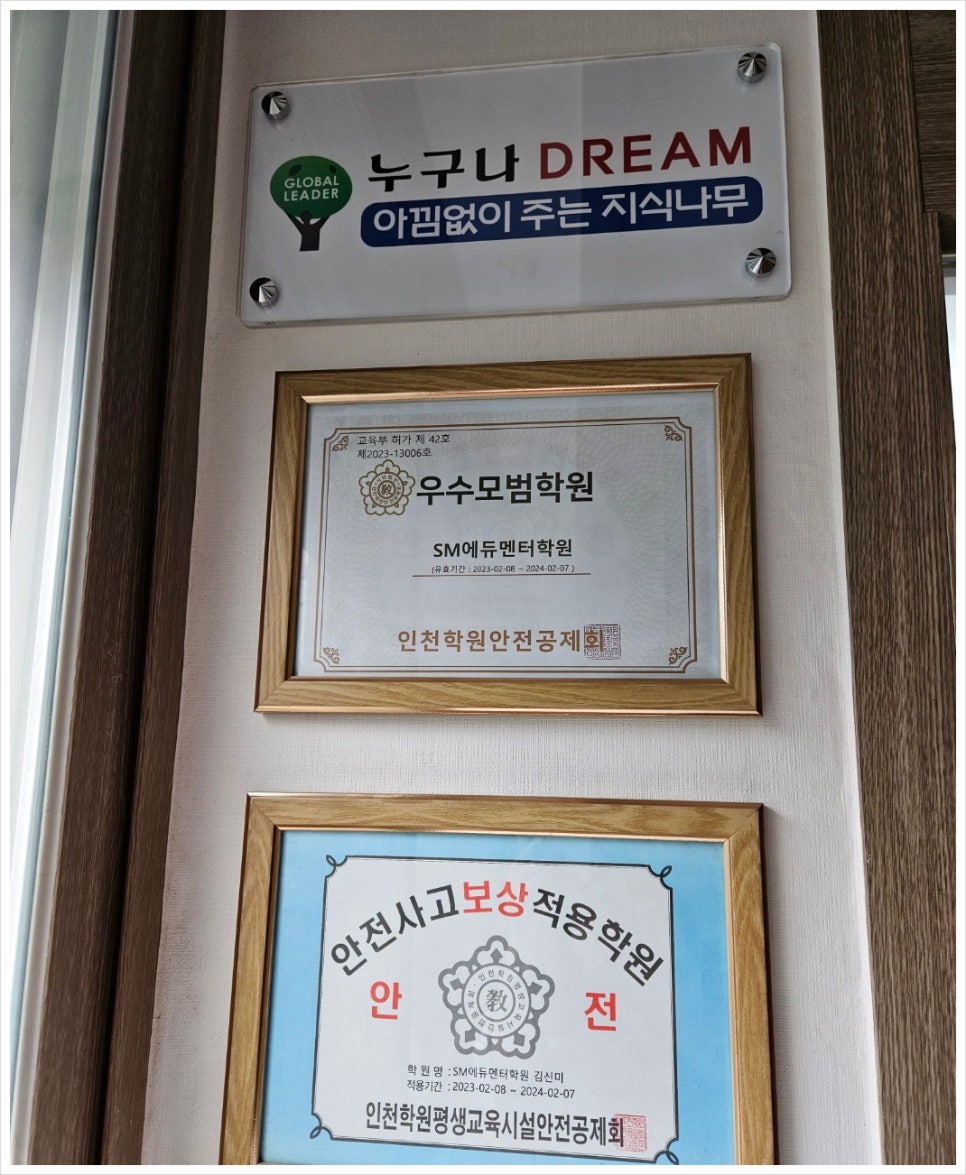 GLOBAL
LEADER
누구나 DREAM
아낌없이 주는 지식나무
교육부 허가 제 42호
제2023-13006호
우수모범학원
SM에듀멘터학원
(유효기간 : 2023-02-08 ~ 2024-02-07)
인천학원안전공제회
안전사고보상적용학원
안 전
敎
학 원 명 : SM에듀멘터학원 김신미
적용기간 : 2023-02-08 ~ 2024-02-07
인천학원평생교육시설안전공제회